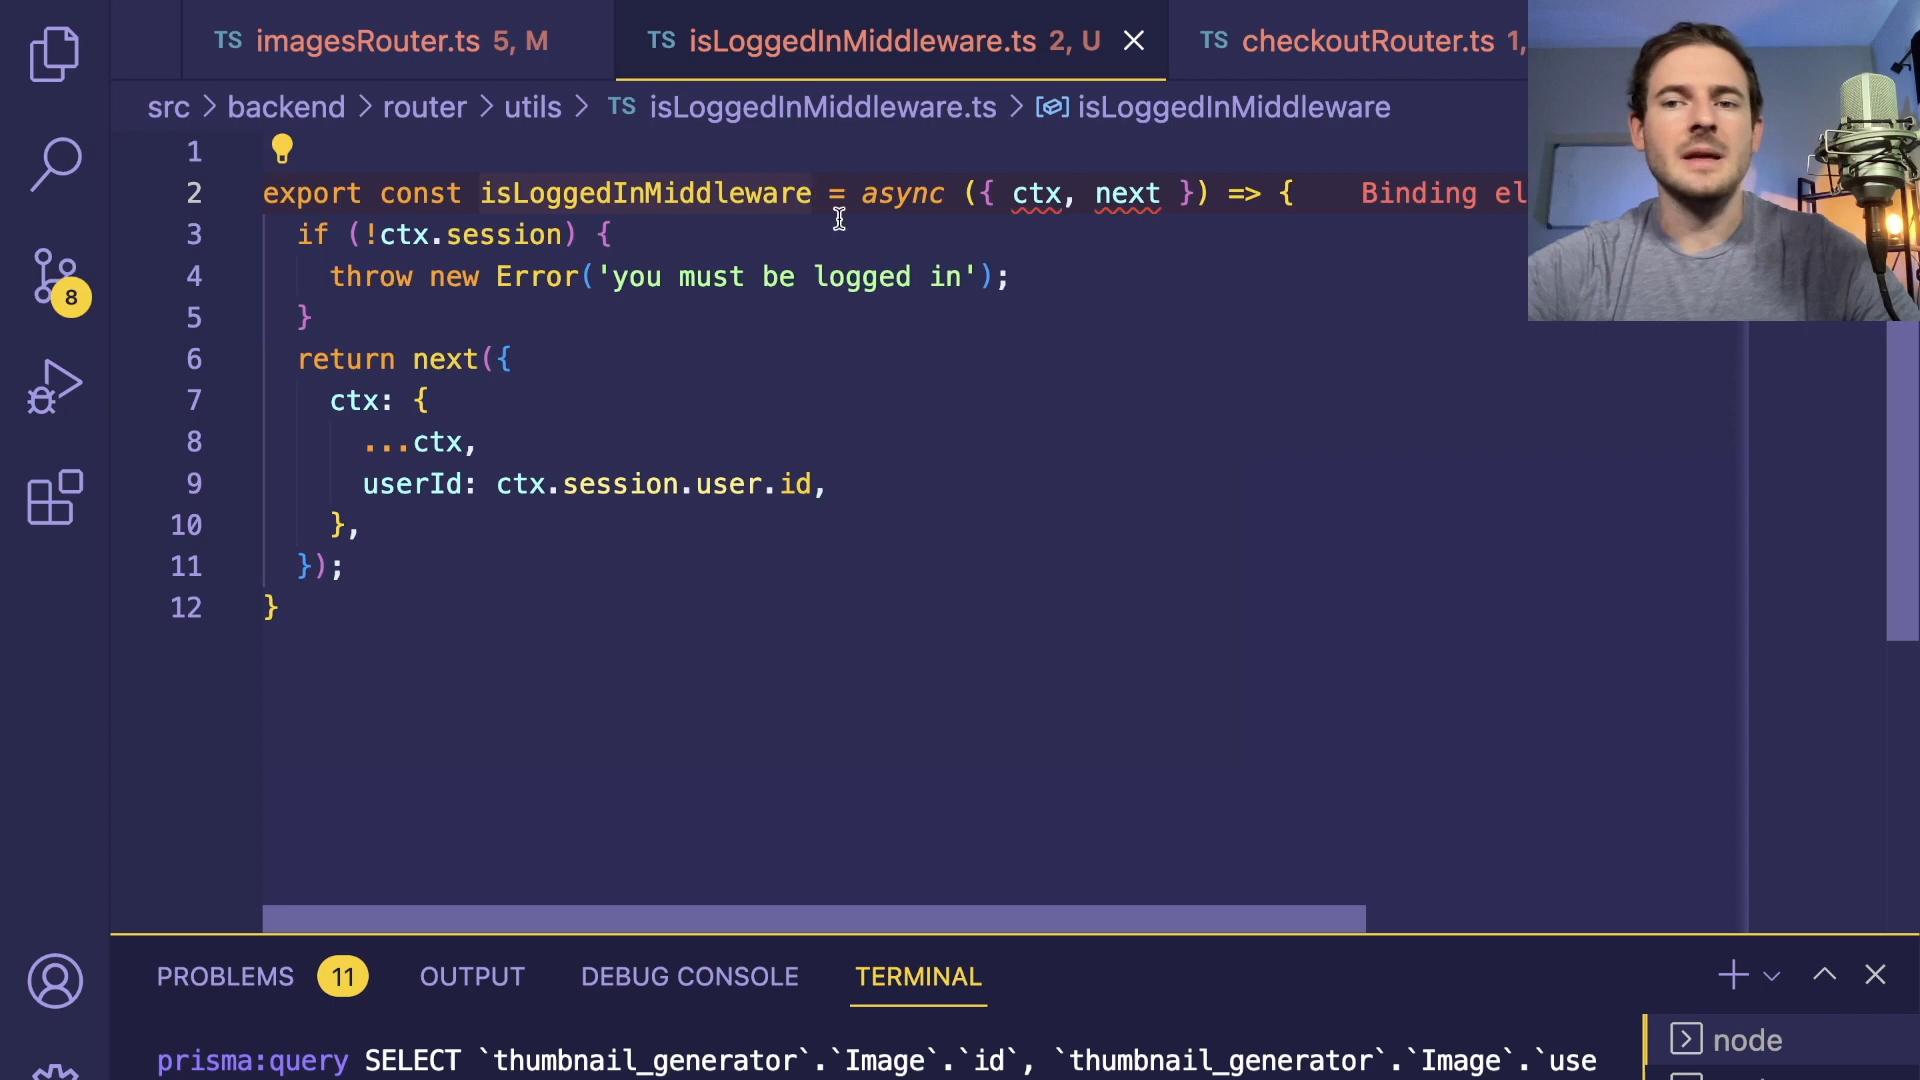 TS imagesRouter.ts 5, M TS isLoggedInMiddleware.ts 2, U TS checkoutRouter.ts 1,
src > backend > router > utils > TS isLoggedInMiddleware.ts > isLoggedInMiddleware
1
2 export const isLoggedInMiddleware = async ({ ctx, next }) => { Binding el
3 if (!ctx.session) {
4 throw new Error('you must be logged in');
5 }
6 return next({
7 ctx: {
8 ...ctx,
9 userId: ctx.session.user.id,
10 },
11 });
12 }
8
PROBLEMS 11 OUTPUT DEBUG CONSOLE TERMINAL
prisma:query SELECT `thumbnail_generator`.`Image`.`id`, `thumbnail_generator`.`Image`.`use
node